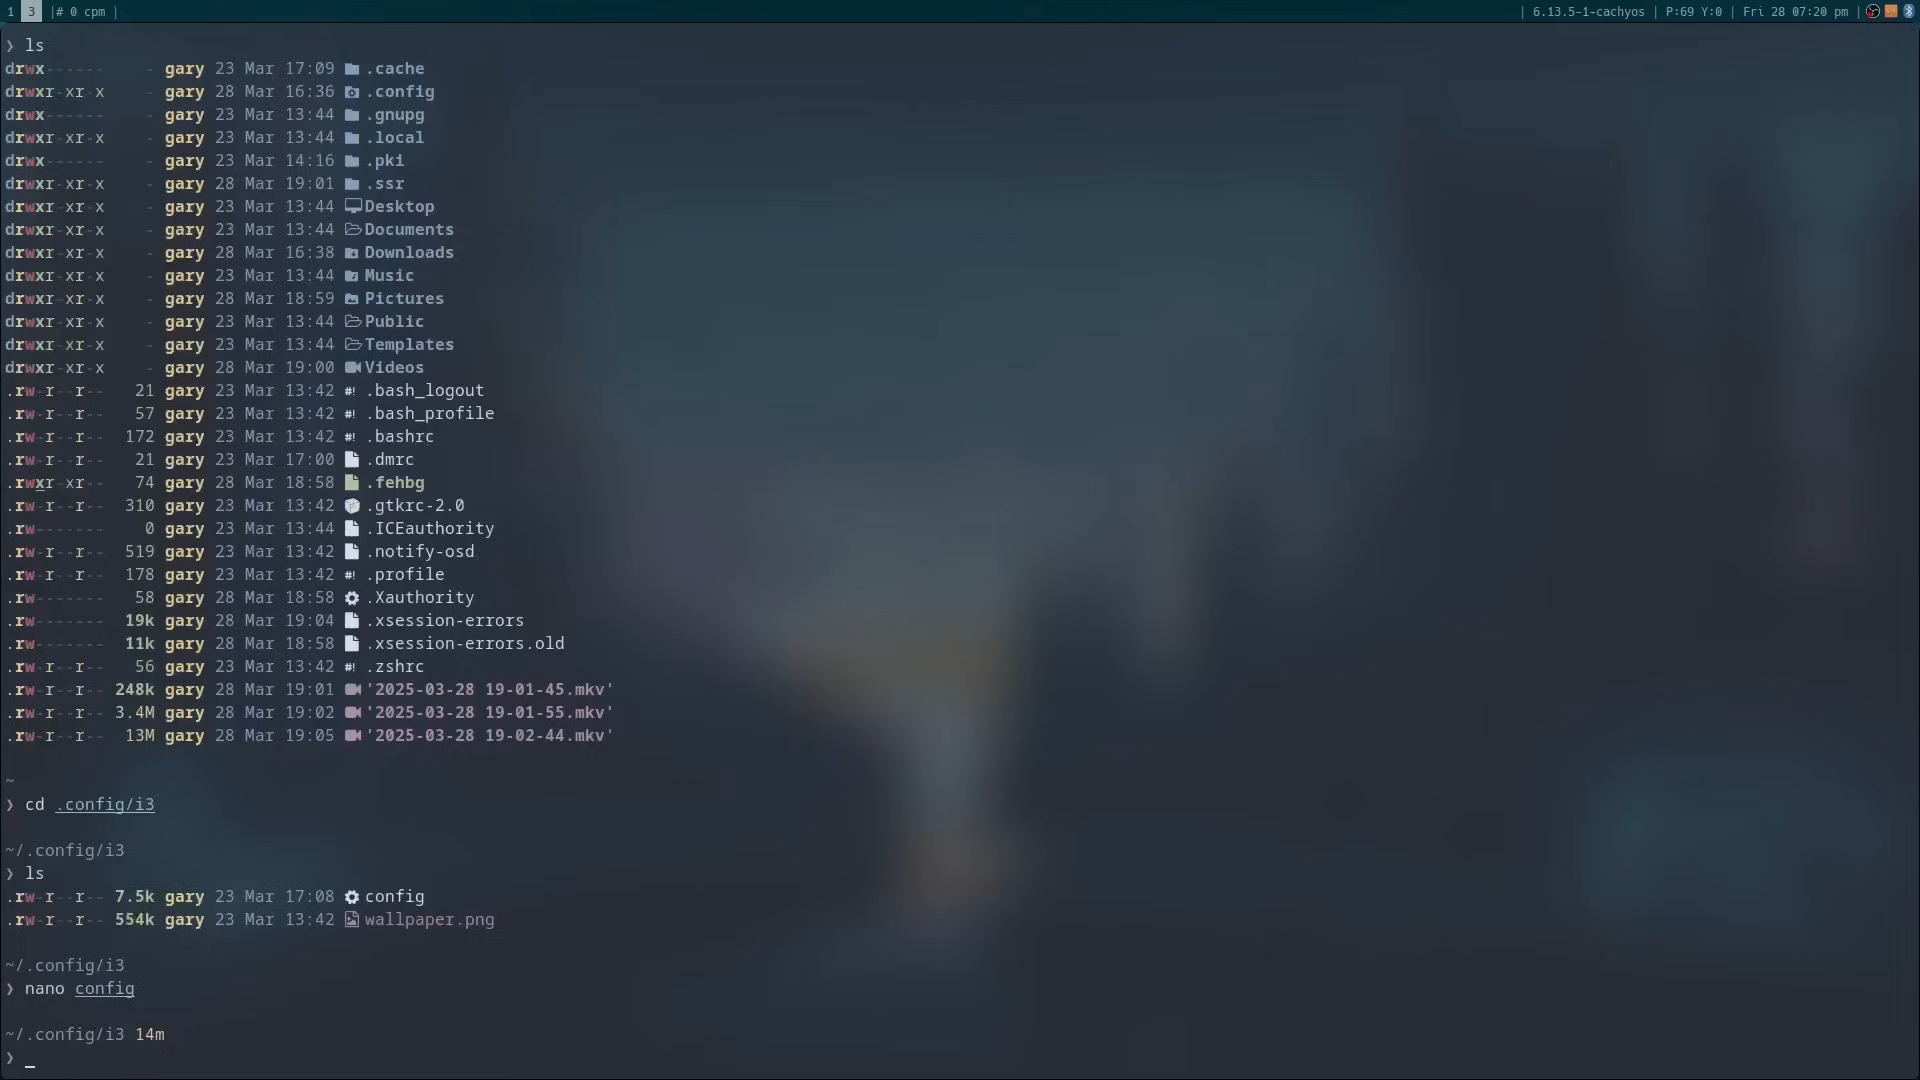 1 3 |# 0 cpm | | 6.13.5-1-cachyos | P:69 Y:0 | Fri 28 07:20 pm |
❯ ls
drwx------ - gary 23 Mar 17:09 .cache
drwxr-xr-x - gary 28 Mar 16:36 .config
drwx------ - gary 23 Mar 13:44 .gnupg
drwxr-xr-x - gary 23 Mar 13:44 .local
drwx------ - gary 23 Mar 14:16 .pki
drwxr-xr-x - gary 28 Mar 19:01 .ssr
drwxr-xr-x - gary 23 Mar 13:44 Desktop
drwxr-xr-x - gary 23 Mar 13:44 Documents
drwxr-xr-x - gary 28 Mar 16:38 Downloads
drwxr-xr-x - gary 23 Mar 13:44 Music
drwxr-xr-x - gary 28 Mar 18:59 Pictures
drwxr-xr-x - gary 23 Mar 13:44 Public
drwxr-xr-x - gary 23 Mar 13:44 Templates
drwxr-xr-x - gary 28 Mar 19:00 Videos
.rw-r--r-- 21 gary 23 Mar 13:42 #! .bash_logout
.rw-r--r-- 57 gary 23 Mar 13:42 #! .bash_profile
.rw-r--r-- 172 gary 23 Mar 13:42 #! .bashrc
.rw-r--r-- 21 gary 23 Mar 17:00 .dmrc
.rwxr-xr-- 74 gary 28 Mar 18:58 .fehbg
.rw-r--r-- 310 gary 23 Mar 13:42 .gtkrc-2.0
.rw------- 0 gary 23 Mar 13:44 .ICEauthority
.rw-r--r-- 519 gary 23 Mar 13:42 .notify-osd
.rw-r--r-- 178 gary 23 Mar 13:42 #! .profile
.rw------- 58 gary 28 Mar 18:58 .Xauthority
.rw------- 19k gary 28 Mar 19:04 .xsession-errors
.rw------- 11k gary 28 Mar 18:58 .xsession-errors.old
.rw-r--r-- 56 gary 23 Mar 13:42 #! .zshrc
.rw-r--r-- 248k gary 28 Mar 19:01 '2025-03-28 19-01-45.mkv'
.rw-r--r-- 3.4M gary 28 Mar 19:02 '2025-03-28 19-01-55.mkv'
.rw-r--r-- 13M gary 28 Mar 19:05 '2025-03-28 19-02-44.mkv'
~
❯ cd .config/i3
~/.config/i3
❯ ls
.rw-r--r-- 7.5k gary 23 Mar 17:08 config
.rw-r--r-- 554k gary 23 Mar 13:42 wallpaper.png
~/.config/i3
❯ nano config
~/.config/i3 14m
❯ _